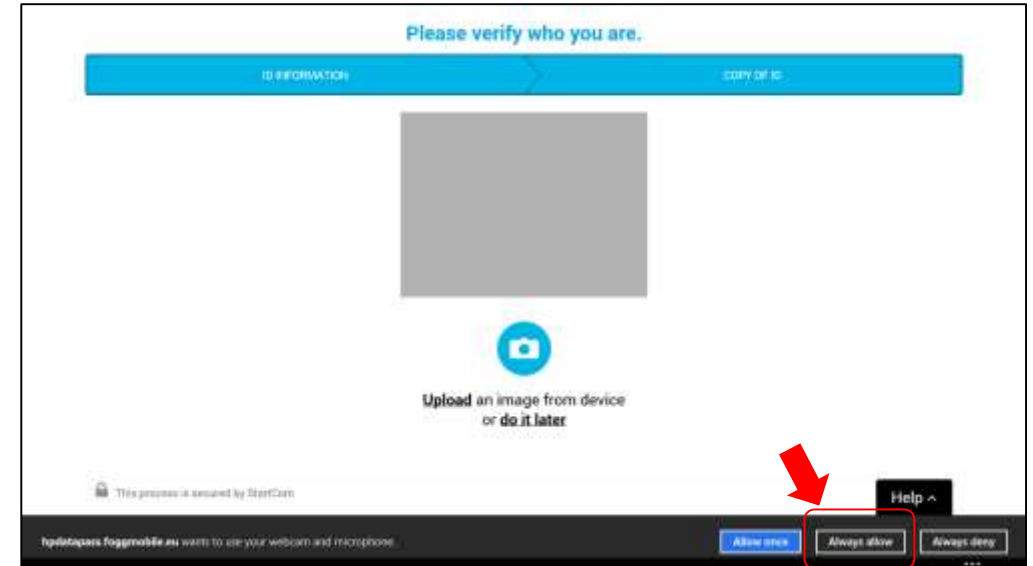 Please verify who you are.
ID INFORMATION
COPY OF ID
Upload an image from device
or do it later
This process is secured by StartCom
Help
hpdatapass.foggmobile.eu wants to use your webcam and microphone.
Allow once
Always allow
Always deny